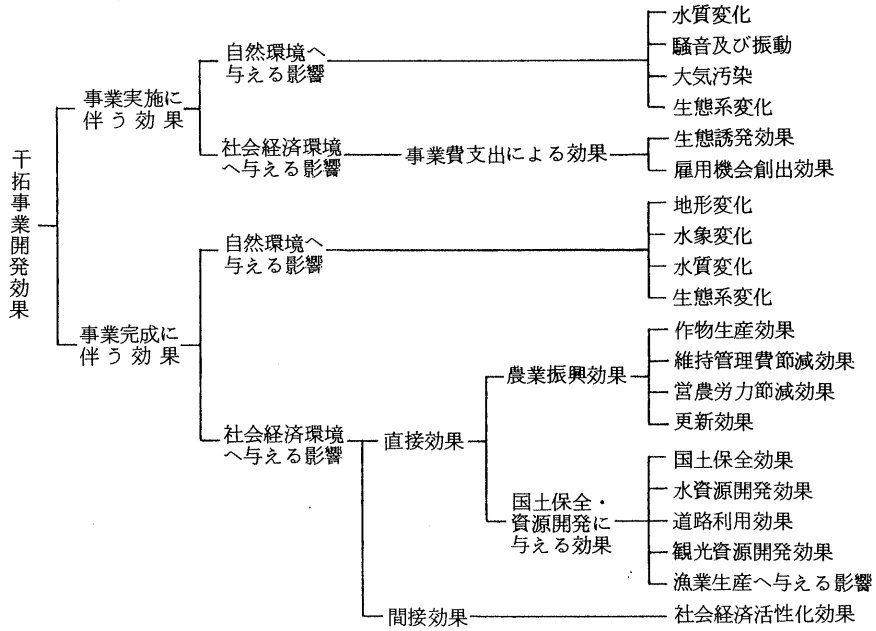 干拓事業開発効果
事業実施に
伴う効果
自然環境へ
与える影響
水質変化
騒音及び振動
大気汚染
生態系変化
社会経済環境
へ与える影響
事業費支出による効果
生態誘発効果
雇用機会創出効果
事業完成に
伴う効果
自然環境へ
与える影響
地形変化
水象変化
水質変化
生態系変化
社会経済環境
へ与える影響
直接効果
農業振興効果
作物生産効果
維持管理費節減効果
営農労力節減効果
更新効果
国土保全・
資源開発に
与える効果
国土保全効果
水資源開発効果
道路利用効果
観光資源開発効果
漁業生産へ与える影響
間接効果
社会経済活性化効果